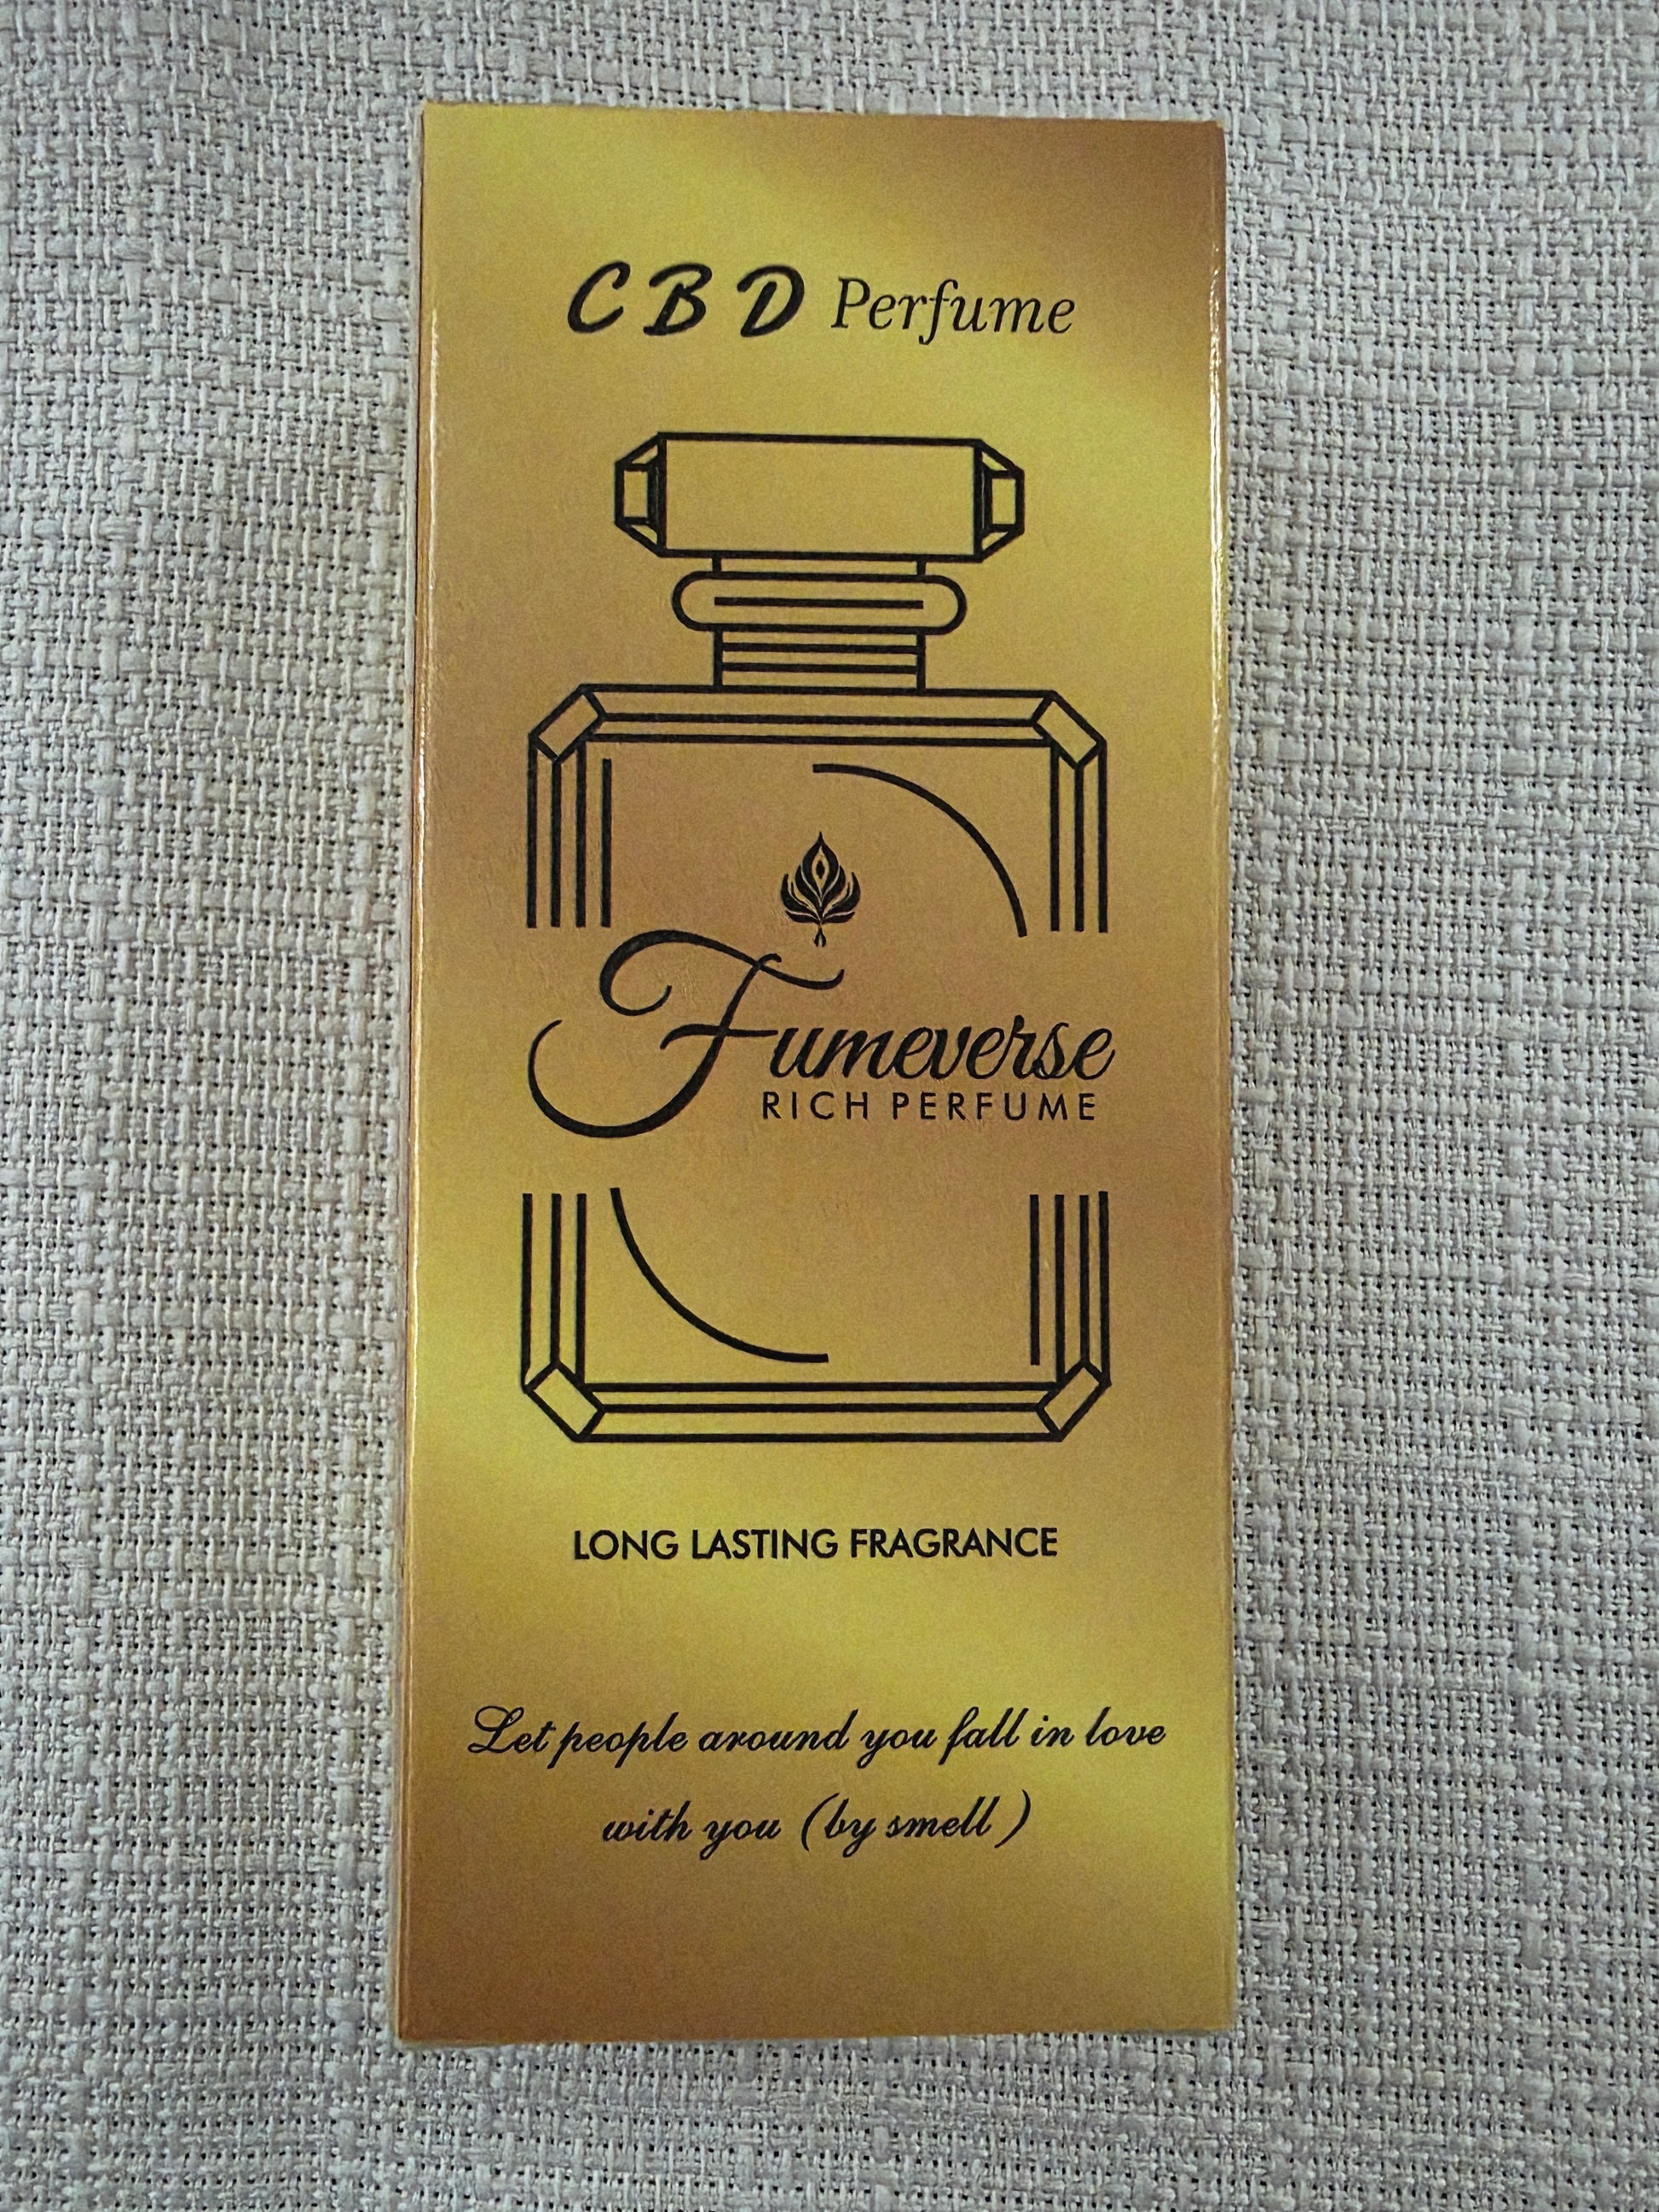 CBD Perfume
Fumeverse
RICH PERFUME
LONG LASTING FRAGRANCE
Let people around you fall in love
with you (by smell)